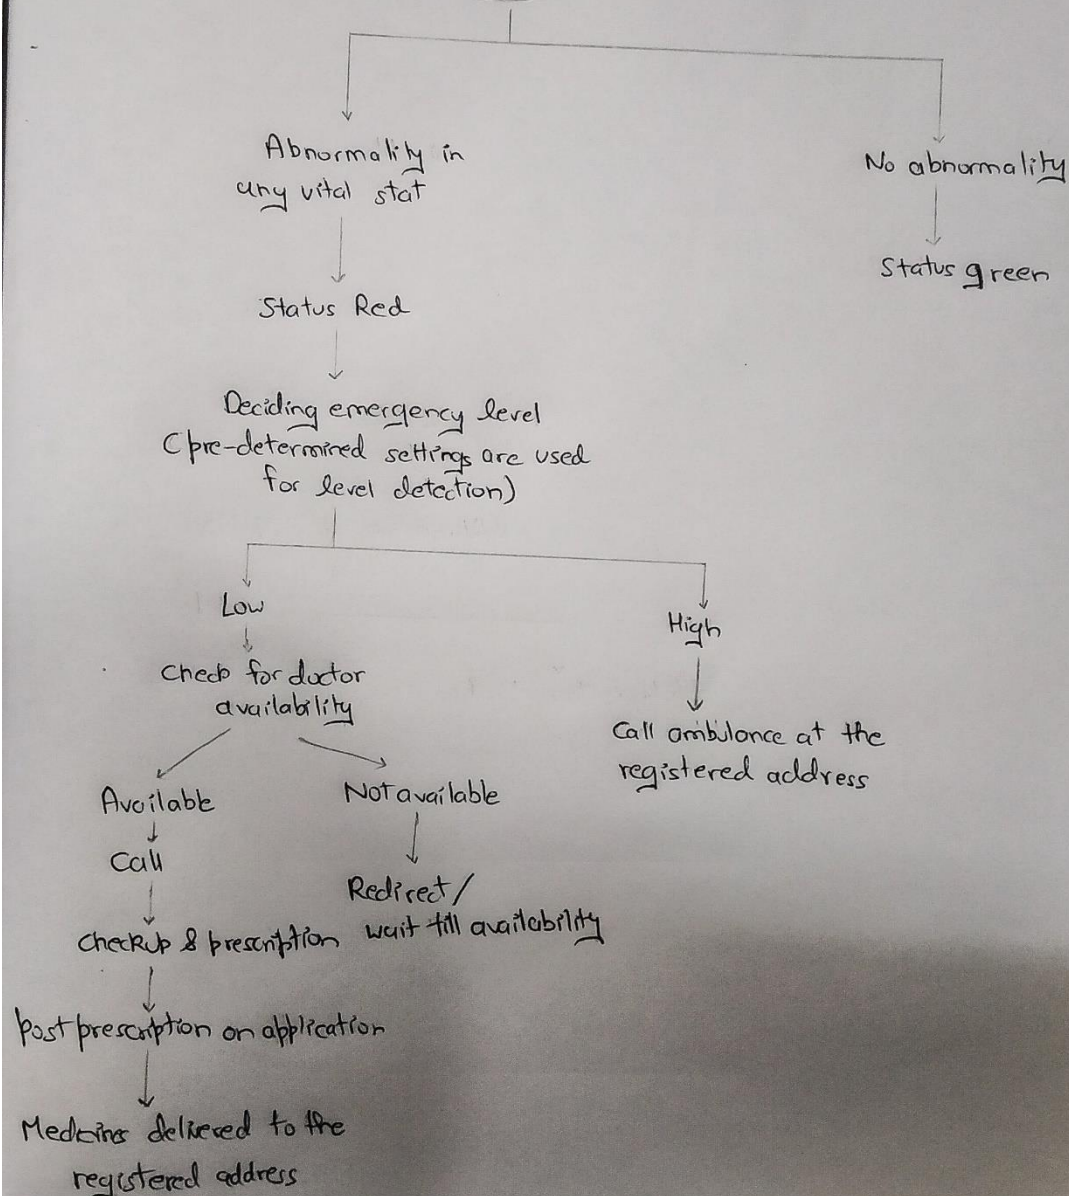 Abnormality in
any vital stat
No abnormality
Status green
Status Red
Deciding emergency level
(pre-determined settings are used
for level detection)
Low
High
Check for doctor
availability
Call ambulance at the
registered address
Available
Not available
Call
Redirect/
wait till availability
Checkup & prescription
Post prescription on application
Medcines delivered to the
registered address